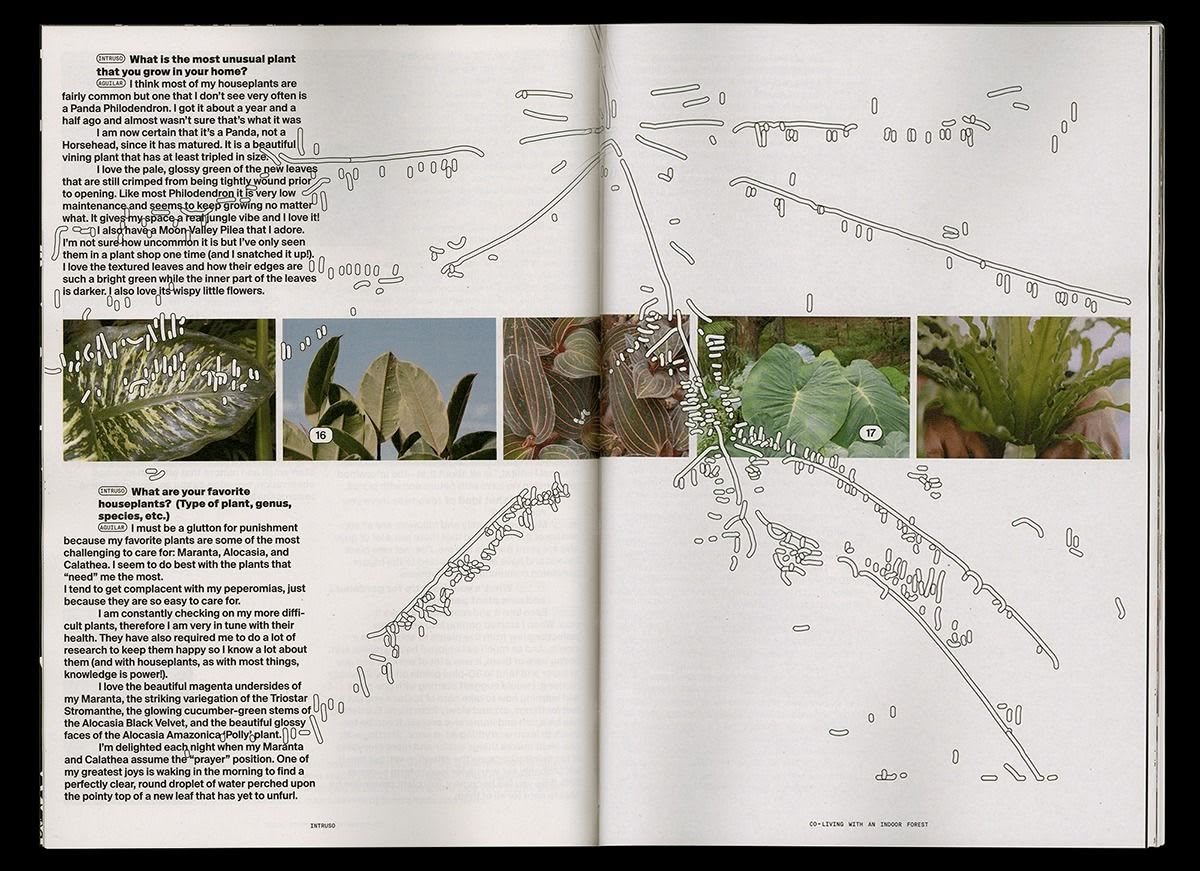 INTRUSO What is the most unusual plant
that you grow in your home?
AGUILAR I think most of my houseplants are
fairly common but one that I don't see very often is
a Panda Philodendron. I got it about a year and a
half ago and almost wasn't sure that's what it was
I am now certain that it's a Panda, not a
Horsehead, since it has matured. It is a beautiful
vining plant that has at least tripled in size.
I love the pale, glossy green of the new leaves
that are still crimped from being tightly wound prior
to opening. Like most Philodendron it is very low
maintenance and seems to keep growing no matter
what. It gives my space a real jungle vibe and I love it!
I also have a Moon Valley Pilea that I adore.
I'm not sure how uncommon it is but I've only seen
them in a plant shop one time (and I snatched it up!).
I love the textured leaves and how their edges are
such a bright green while the inner part of the leaves
is darker. I also love its wispy little flowers.
16
17
INTRUSO What are your favorite
houseplants? (Type of plant, genus,
species, etc.)
AGUILAR I must be a glutton for punishment
because my favorite plants are some of the most
challenging to care for: Maranta, Alocasia, and
Calathea. I seem to do best with the plants that
“need” me the most.
I tend to get complacent with my peperomias, just
because they are so easy to care for.
I am constantly checking on my more diffi-
cult plants, therefore I am very in tune with their
health. They have also required me to do a lot of
research to keep them happy so I know a lot about
them (and with houseplants, as with most things,
knowledge is power!).
I love the beautiful magenta undersides of
my Maranta, the striking variegation of the Triostar
Stromanthe, the glowing cucumber-green stems of
the Alocasia Black Velvet, and the beautiful glossy
faces of the Alocasia Amazonica ‘Polly’ plant.
I'm delighted each night when my Maranta
and Calathea assume the “prayer” position. One of
my greatest joys is waking in the morning to find a
perfectly clear, round droplet of water perched upon
the pointy top of a new leaf that has yet to unfurl.
INTRUSO
CO-LIVING WITH AN INDOOR FOREST